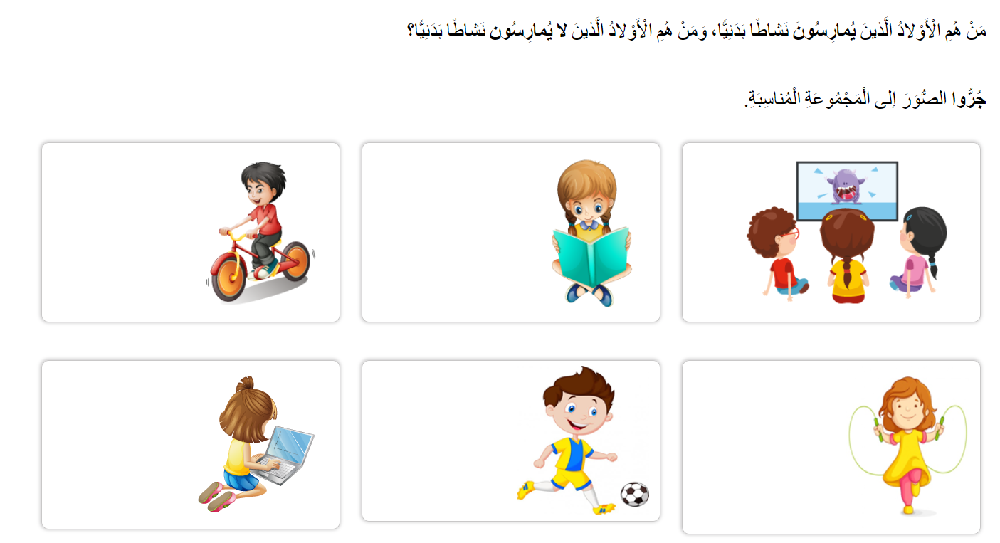 مَنْ هُمِ الْأَوْلادُ الَّذينَ يُمارِسُونَ نَشاطًا بَدَنِيًّا، وَمَنْ هُمِ الْأَوْلادُ الَّذينَ لا يُمارِسُون نَشاطًا بَدَنِيًّا؟
جُرُّوا الصُّوَرَ إلى الْمَجْمُوعَةِ الْمُناسِبَةِ.